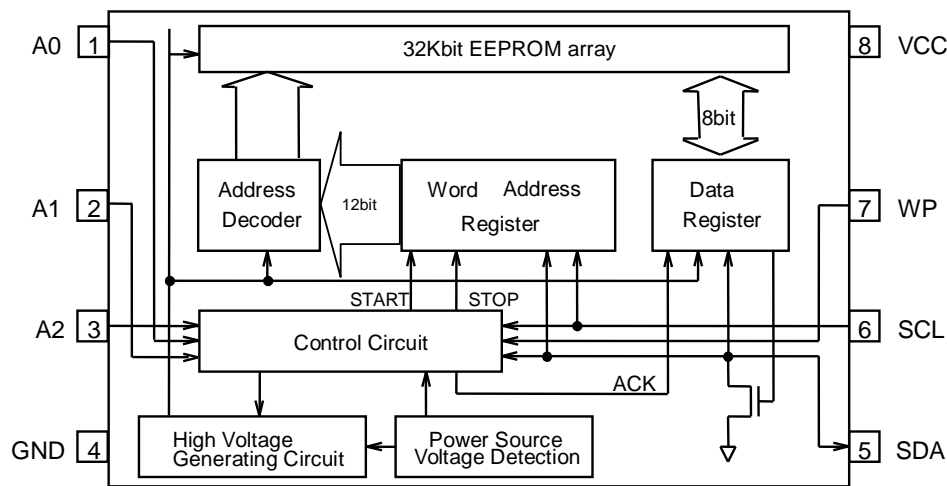 A0 1
32Kbit EEPROM array
8 VCC
8bit
A1 2
Address
Decoder
12bit
Word Address
Register
Data
Register
7 WP
START
STOP
A2 3
Control Circuit
6 SCL
ACK
GND 4
High Voltage
Generating Circuit
Power Source
Voltage Detection
5 SDA